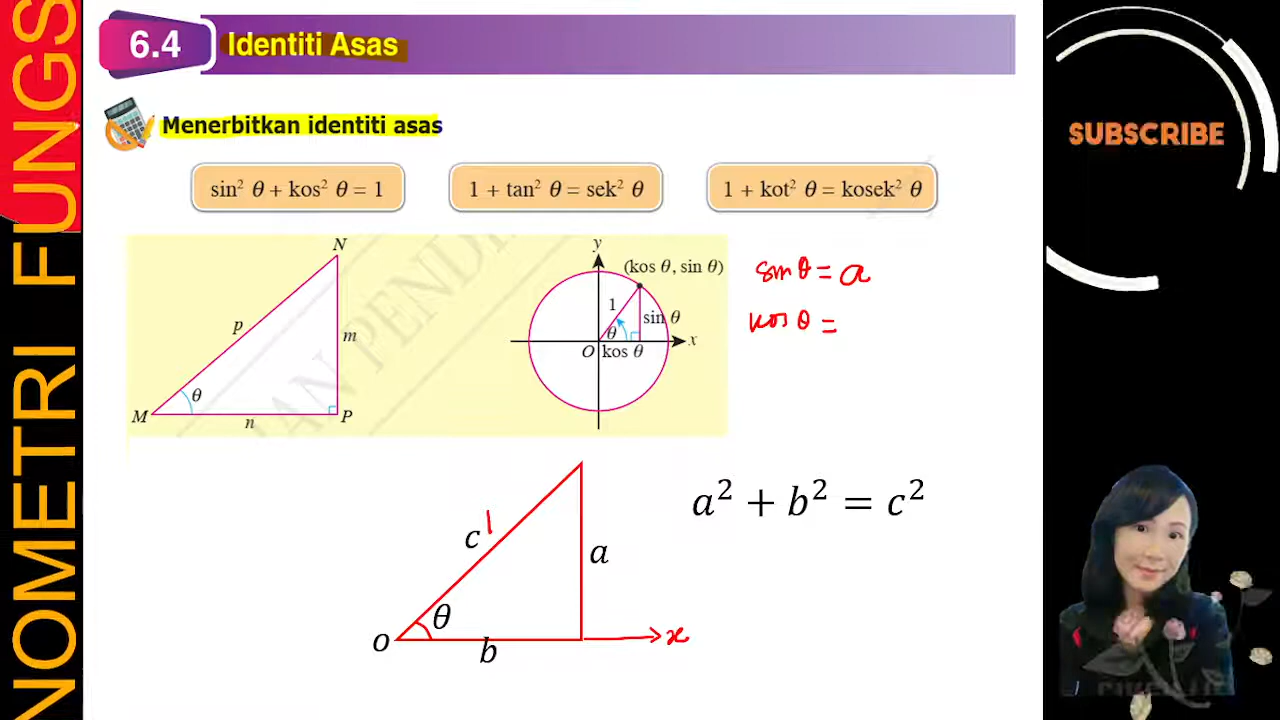 NOMETRI FUNGS
6.4 Identiti Asas
SUBSCRIBE
Menerbitkan identiti asas
sin² θ + kos² θ = 1
1 + tan² θ = sek² θ
1 + kot² θ = kosek² θ
N
p
m
θ
M
n
P
y
(kos θ, sin θ)
1
sin θ
θ
O
kos θ
x
sin θ = a
kos θ =
c 1
a
θ
O
b
x
a² + b² = c²